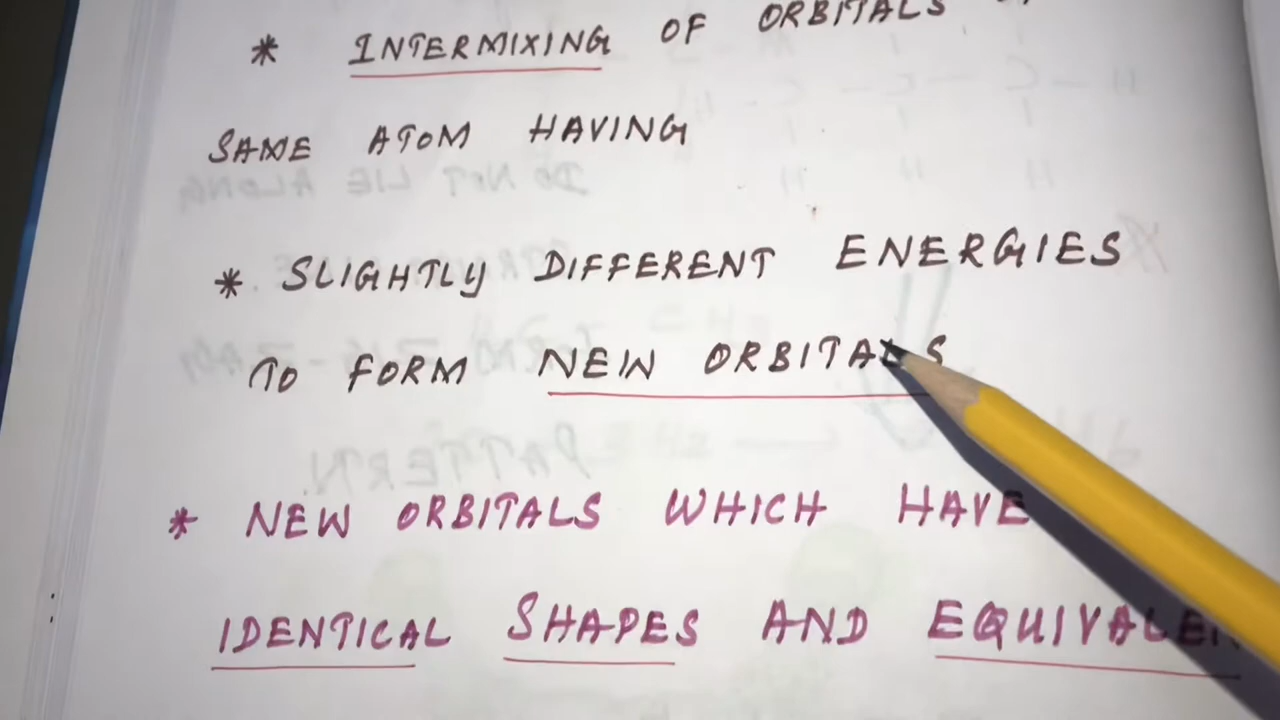 * INTERMIXING OF ORBITALS
SAME ATOM HAVING
* SLIGHTLY DIFFERENT ENERGIES
TO FORM NEW ORBITALS
* NEW ORBITALS WHICH HAVE
IDENTICAL SHAPES AND